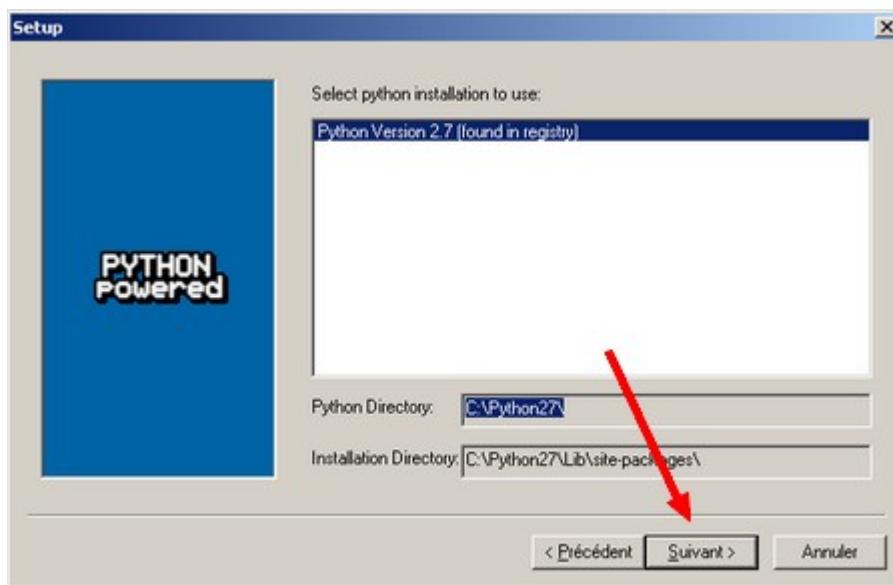 Setup
Select python installation to use:
Python Version 2.7 (found in registry)
PYTHON
powered
Python Directory: C:\Python27\
Installation Directory: C:\Python27\Lib\site-packages\
< Précédent Suivant > Annuler